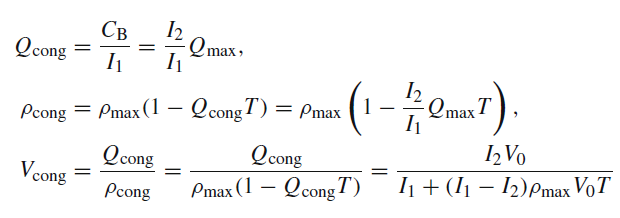 Q_cong = C_B / I_1 = I_2 / I_1 Q_max,
ρ_cong = ρ_max (1 − Q_cong T) = ρ_max (1 − I_2 / I_1 Q_max T),
V_cong = Q_cong / ρ_cong = Q_cong / ρ_max (1 − Q_cong T) = I_2 V_0 / I_1 + (I_1 − I_2) ρ_max V_0 T